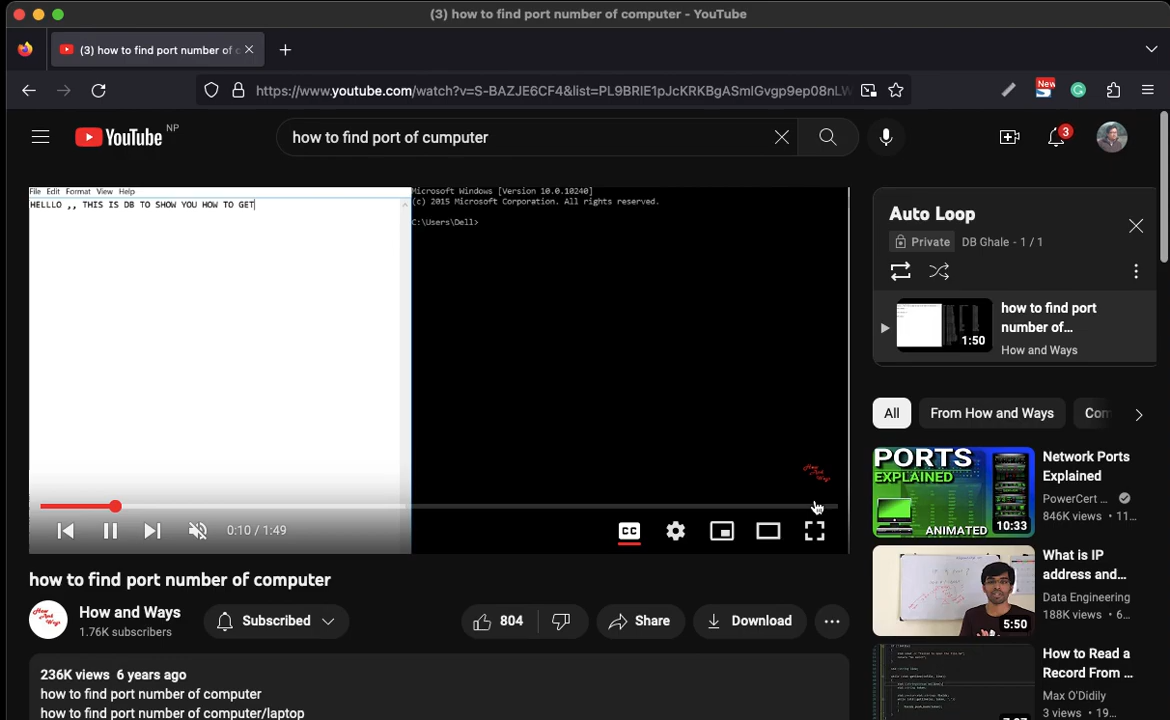 (3) how to find port number of computer - YouTube
(3) how to find port number of c
https://www.youtube.com/watch?v=S-BAZJE6CF4&list=PL9BRIE1pJcKRKBgASmlGvgp9ep08nLW
New
YouTube NP
how to find port of cumputer
3
File Edit Format View Help
HELLLO ,, THIS IS DB TO SHOW YOU HOW TO GET
Microsoft Windows [Version 10.0.10240]
(c) 2015 Microsoft Corporation. All rights reserved.
C:\Users\Dell>
How
And
Ways
CC
0:10 / 1:49
how to find port number of computer
How and Ways
1.76K subscribers
Subscribed
804
Share
Download
236K views 6 years ago
how to find port number of computer
how to find port number of computer/laptop
Auto Loop
Private DB Ghale - 1 / 1
1:50
how to find port
number of...
How and Ways
All
From How and Ways
Com
PORTS
EXPLAINED
ANIMATED
10:33
Network Ports
Explained
PowerCert ...
846K views • 11...
5:50
What is IP
address and...
Data Engineering
188K views • 6...
How to Read a
Record From ...
Max O'Didily
3 views • 19...